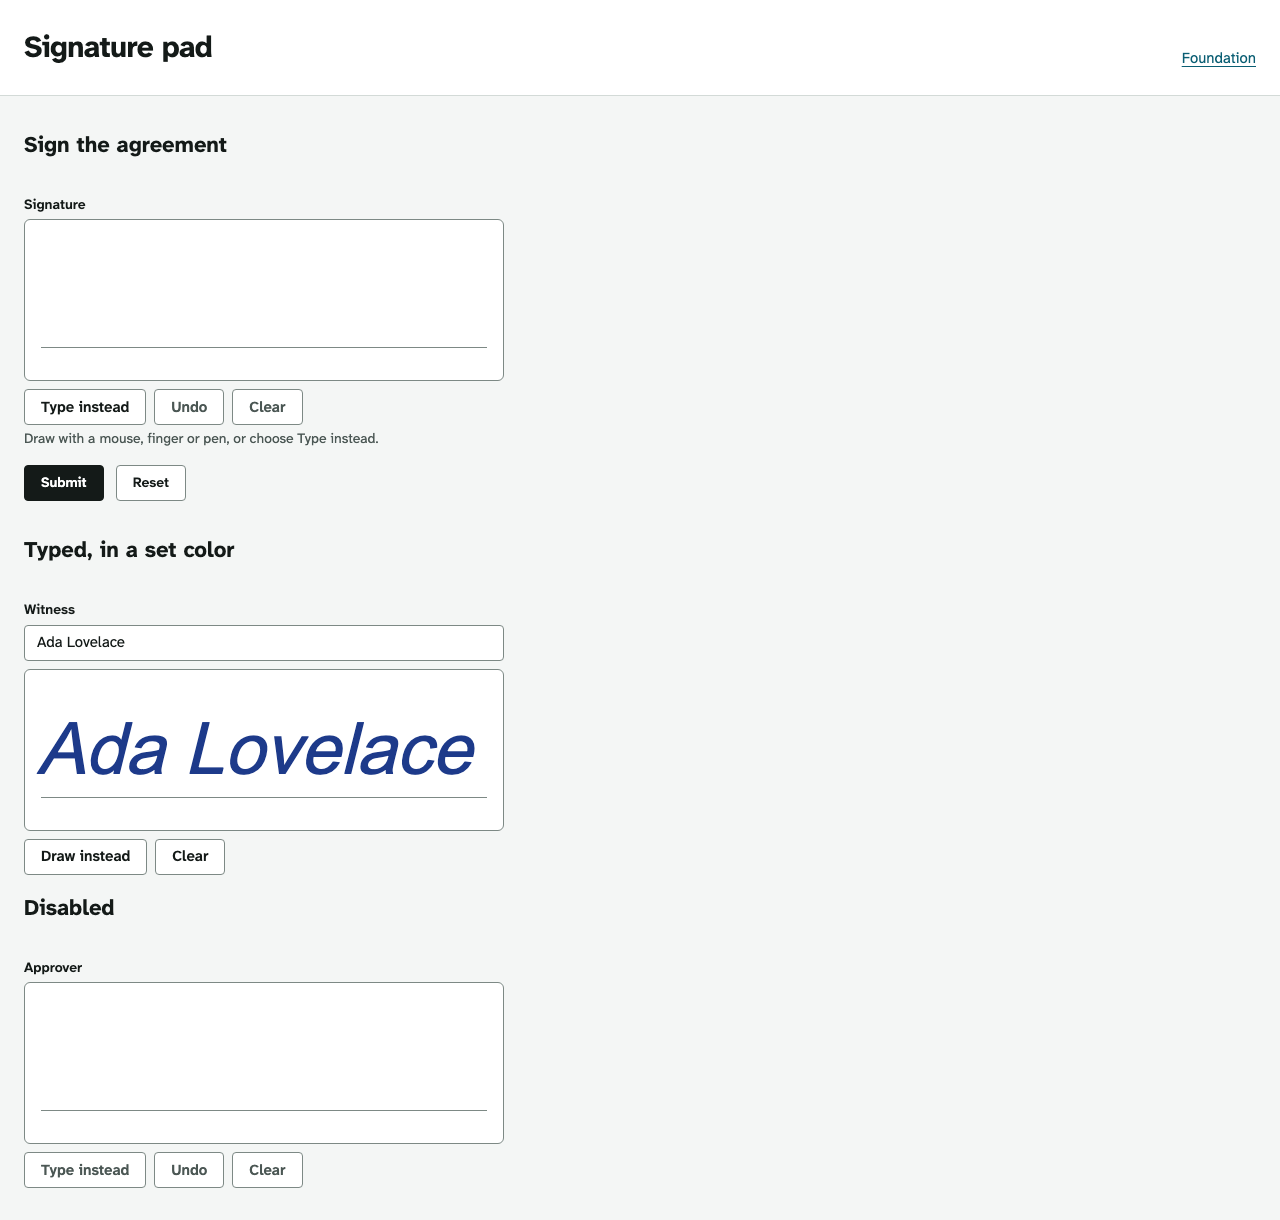 Signature pad
Foundation
Sign the agreement
Signature
Type instead
Undo
Clear
Draw with a mouse, finger or pen, or choose Type instead.
Submit
Reset
Typed, in a set color
Witness
Ada Lovelace
Ada Lovelace
Draw instead
Clear
Disabled
Approver
Type instead
Undo
Clear